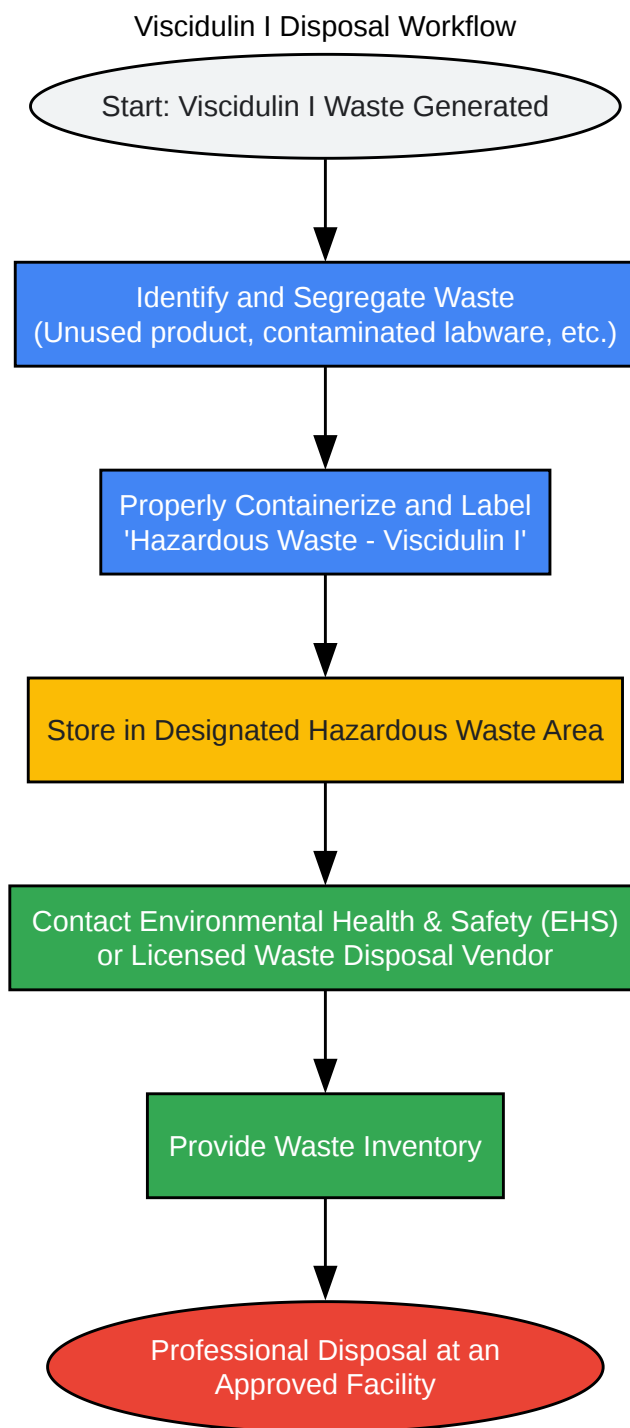 Viscidulin I Disposal Workflow
Start: Viscidulin I Waste Generated
Identify and Segregate Waste
(Unused product, contaminated labware, etc.)
Properly Containerize and Label
'Hazardous Waste - Viscidulin I'
Store in Designated Hazardous Waste Area
Contact Environmental Health & Safety (EHS)
or Licensed Waste Disposal Vendor
Provide Waste Inventory
Professional Disposal at an
Approved Facility